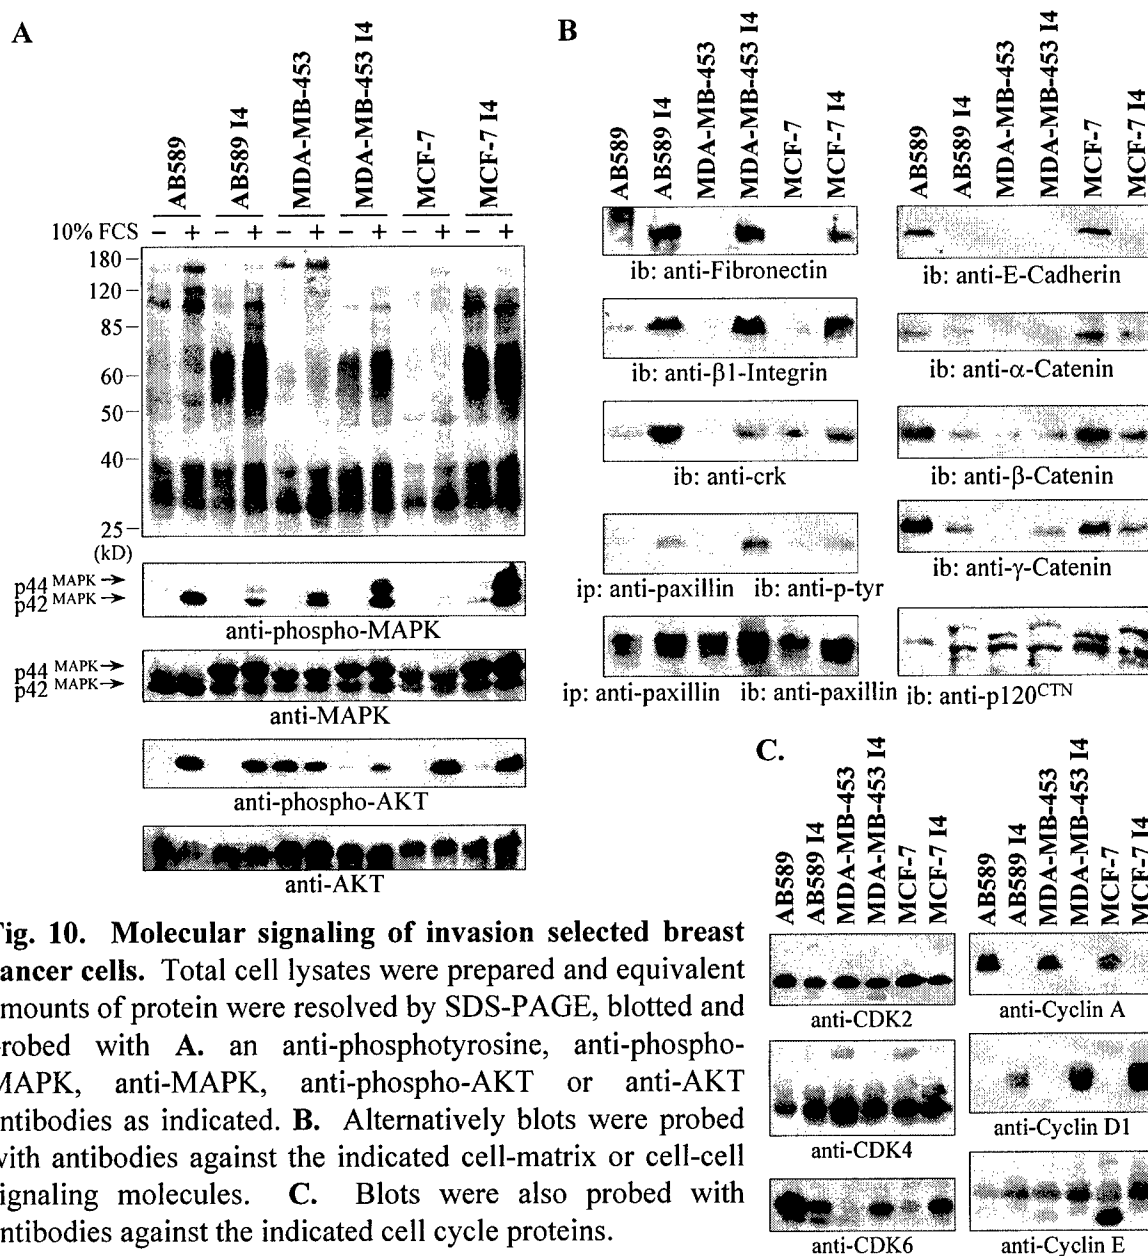 A
AB589
AB589 I4
MDA-MB-453
MDA-MB-453 I4
MCF-7
MCF-7 I4
10% FCS – + – + – + – + – + – +
180
120
85
60
50
40
25
(kD)
p44 MAPK →
p42 MAPK →
anti-phospho-MAPK
p44 MAPK →
p42 MAPK →
anti-MAPK
anti-phospho-AKT
anti-AKT
B
AB589
AB589 I4
MDA-MB-453
MDA-MB-453 I4
MCF-7
MCF-7 I4
ib: anti-Fibronectin
ib: anti-β1-Integrin
ib: anti-crk
ip: anti-paxillin ib: anti-p-tyr
ip: anti-paxillin ib: anti-paxillin
AB589
AB589 I4
MDA-MB-453
MDA-MB-453 I4
MCF-7
MCF-7 I4
ib: anti-E-Cadherin
ib: anti-α-Catenin
ib: anti-β-Catenin
ib: anti-γ-Catenin
ib: anti-p120CTN
C.
AB589
AB589 I4
MDA-MB-453
MDA-MB-453 I4
MCF-7
MCF-7 I4
anti-CDK2
anti-CDK4
anti-CDK6
AB589
AB589 I4
MDA-MB-453
MDA-MB-453 I4
MCF-7
MCF-7 I4
anti-Cyclin A
anti-Cyclin D1
anti-Cyclin E
ig. 10. Molecular signaling of invasion selected breast
ancer cells. Total cell lysates were prepared and equivalent
mounts of protein were resolved by SDS-PAGE, blotted and
robed with A. an anti-phosphotyrosine, anti-phospho-
MAPK, anti-MAPK, anti-phospho-AKT or anti-AKT
ntibodies as indicated. B. Alternatively blots were probed
with antibodies against the indicated cell-matrix or cell-cell
ignaling molecules. C. Blots were also probed with
ntibodies against the indicated cell cycle proteins.